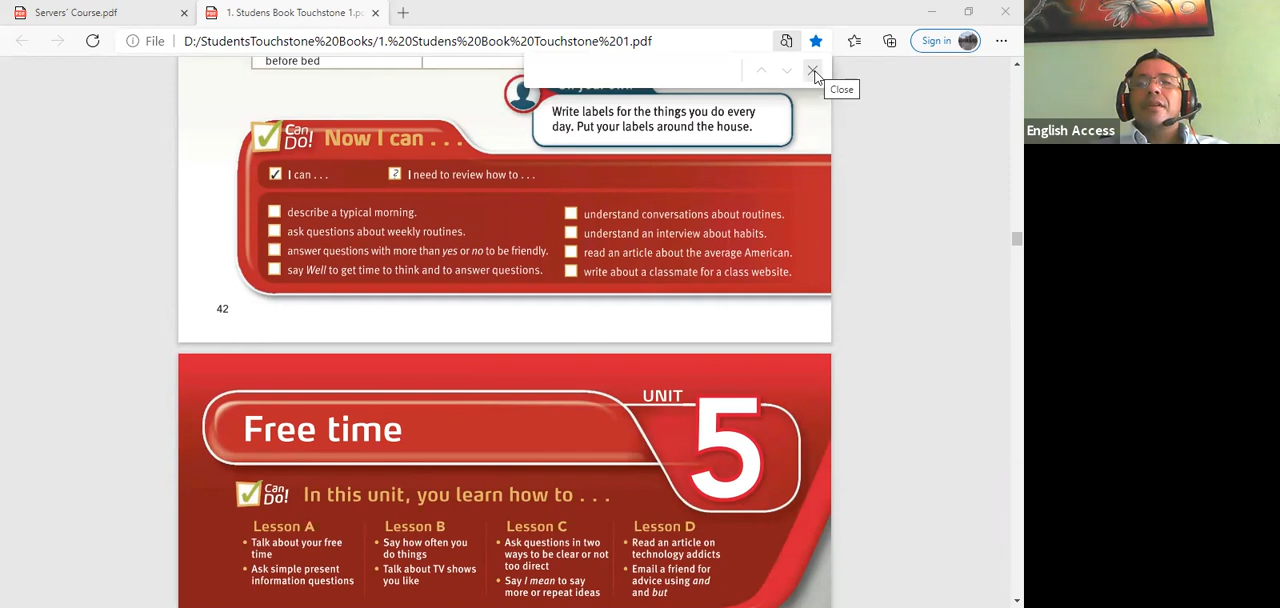 Servers' Course.pdf
1. Studens Book Touchstone 1.p
File D:/StudentsTouchstone%20Books/1.%20Studens%20Book%20Touchstone%201.pdf
Sign in
before bed
Close
Write labels for the things you do every
day. Put your labels around the house.
Can Do! Now I can . . .
I can . . .
I need to review how to . . .
describe a typical morning.
ask questions about weekly routines.
answer questions with more than yes or no to be friendly.
say Well to get time to think and to answer questions.
understand conversations about routines.
understand an interview about habits.
read an article about the average American.
write about a classmate for a class website.
42
UNIT
5
Free time
Can Do! In this unit, you learn how to . . .
Lesson A
• Talk about your free
time
• Ask simple present
information questions
Lesson B
• Say how often you
do things
• Talk about TV shows
you like
Lesson C
• Ask questions in two
ways to be clear or not
too direct
• Say I mean to say
more or repeat ideas
Lesson D
• Read an article on
technology addicts
• Email a friend for
advice using and
and but
English Access